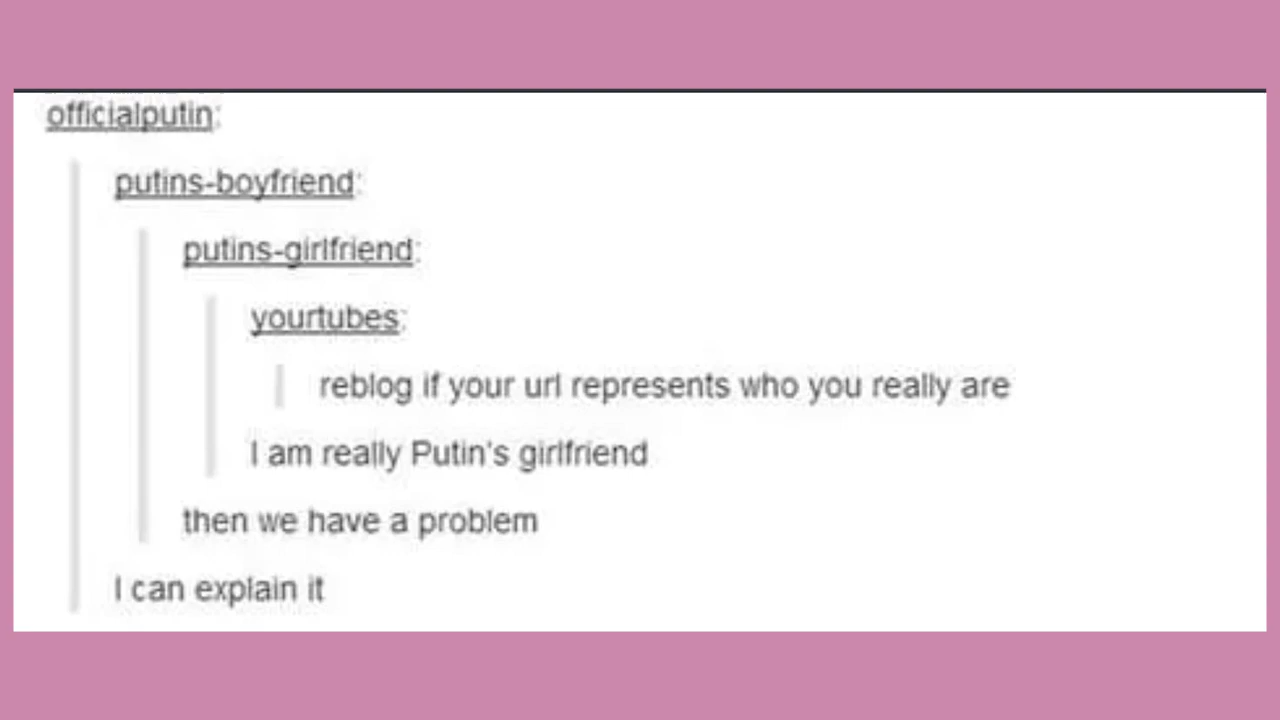 officialputin:
putins-boyfriend:
putins-girlfriend:
yourtubes:
reblog if your url represents who you really are
I am really Putin's girlfriend
then we have a problem
I can explain it